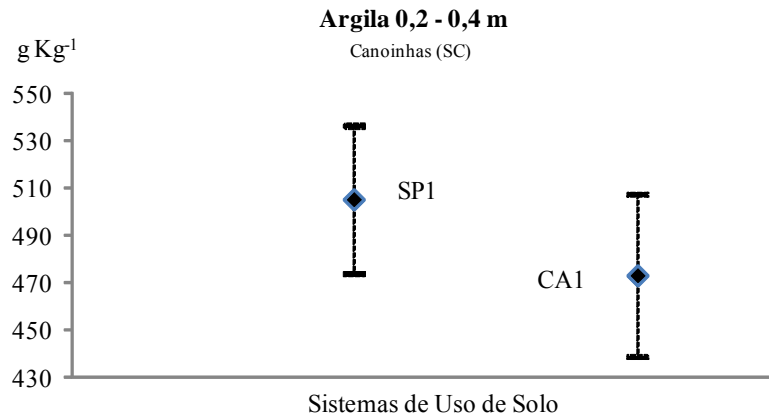 Argila 0,2 - 0,4 m
g Kg-1
Canoinhas (SC)
550
530
510
SP1
490
470
CA1
450
430
Sistemas de Uso de Solo